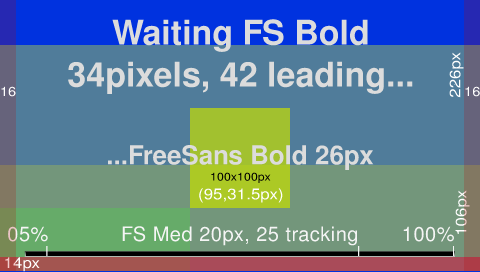 Waiting FS Bold
34pixels, 42 leading...
226px
16
16
...FreeSans Bold 26px
100x100px
(95,31.5px)
106px
05%
FS Med 20px, 25 tracking
100%
14px